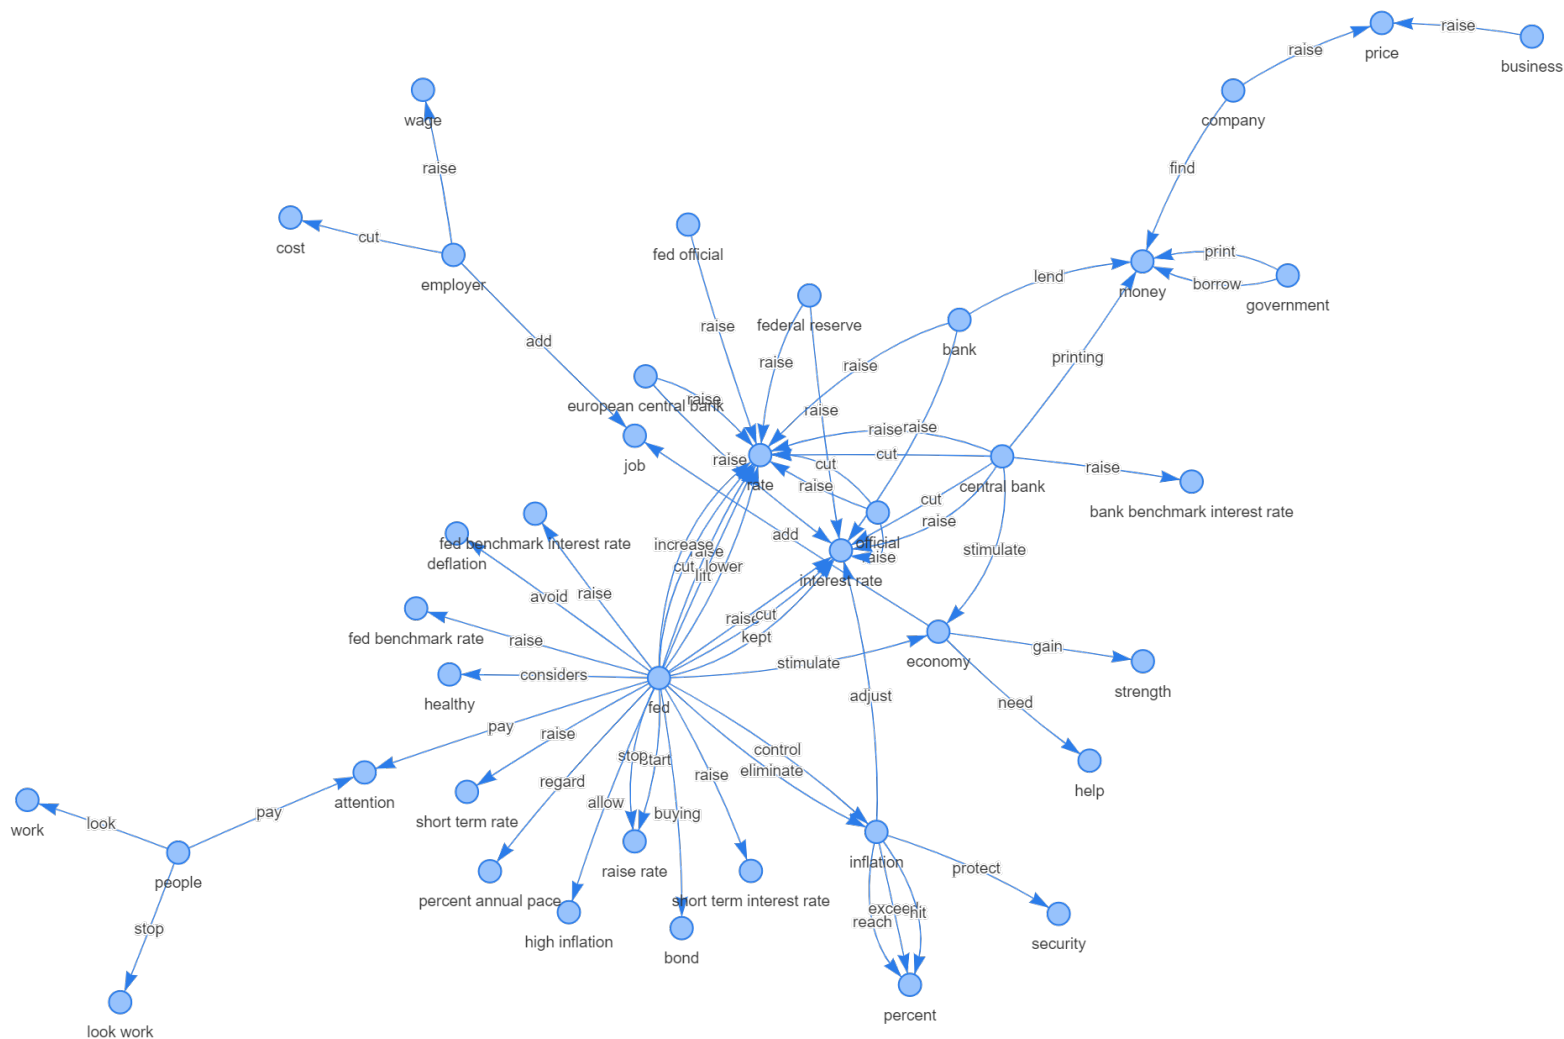 raise
price
business
raise
company
wage
raise
find
cost
cut
employer
fed official
print
lend
borrow
money
government
federal reserve
raise
add
bank
printing
raise
raise
european central bank
raise
raise
raise
raise
job
raise
cut
cut
raise
rate
raise
central bank
raise
bank benchmark interest rate
cut
raise
fed benchmark interest rate
deflation
increase
raise
cut
lower
lift
add
official
raise
stimulate
interest rate
avoid
raise
fed benchmark rate
raise
raise
cut
kept
stimulate
economy
gain
strength
considers
healthy
fed
adjust
need
pay
raise
stop
start
control
eliminate
raise
regard
allow
buying
help
attention
short term rate
work
look
pay
people
raise rate
inflation
protect
percent annual pace
short term interest rate
exceed
hit
reach
stop
high inflation
bond
security
percent
look work